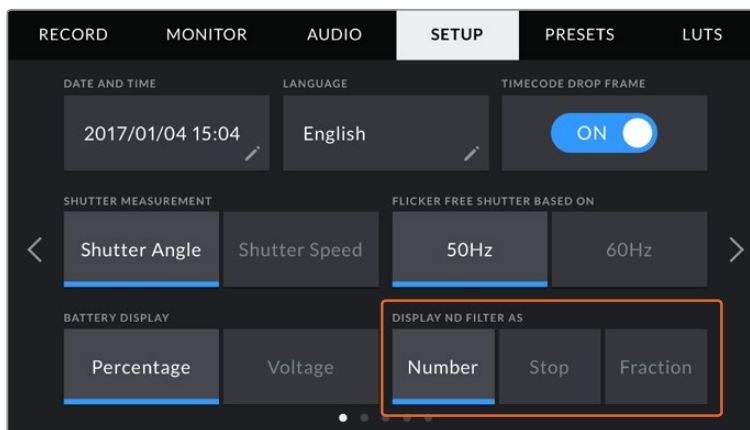 RECORD MONITOR AUDIO SETUP PRESETS LUTS
DATE AND TIME LANGUAGE TIMECODE DROP FRAME
2017/01/04 15:04 English ON
SHUTTER MEASUREMENT FLICKER FREE SHUTTER BASED ON
Shutter Angle Shutter Speed 50Hz 60Hz
BATTERY DISPLAY DISPLAY ND FILTER AS
Percentage Voltage Number Stop Fraction